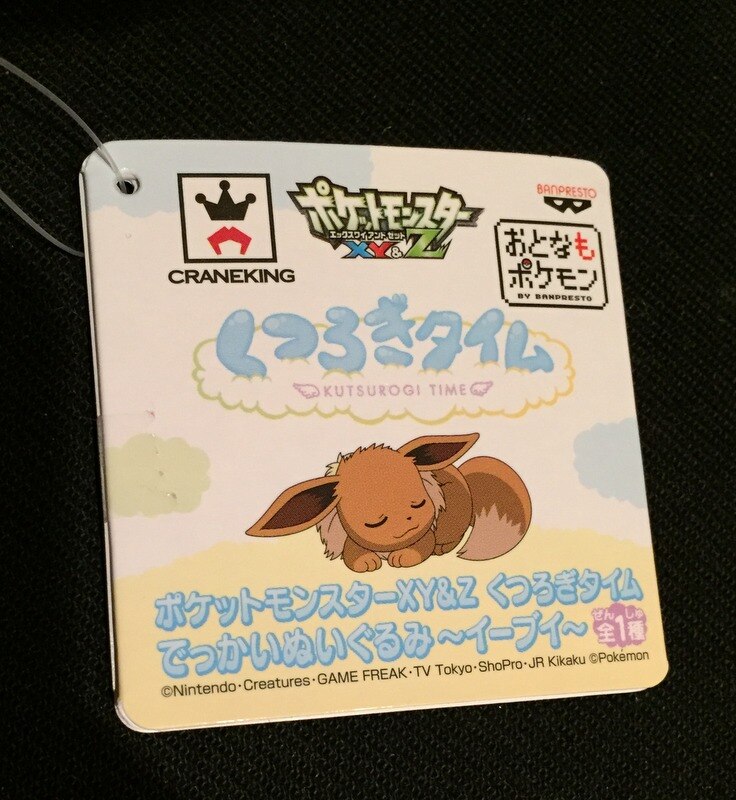 CRANEKING
ポケットモンスター
エックスワイ アンド ゼット
XY&Z
BANPRESTO
おとなも
ポケモン
BY BANPRESTO
くつろぎタイム
KUTSUROGI TIME
ポケットモンスターXY&Z くつろぎタイム
でっかいぬいぐるみ～イーブイ～
ぜん しゅ
全1種
©Nintendo・Creatures・GAME FREAK・TV Tokyo・ShoPro・JR Kikaku ©Pokémon